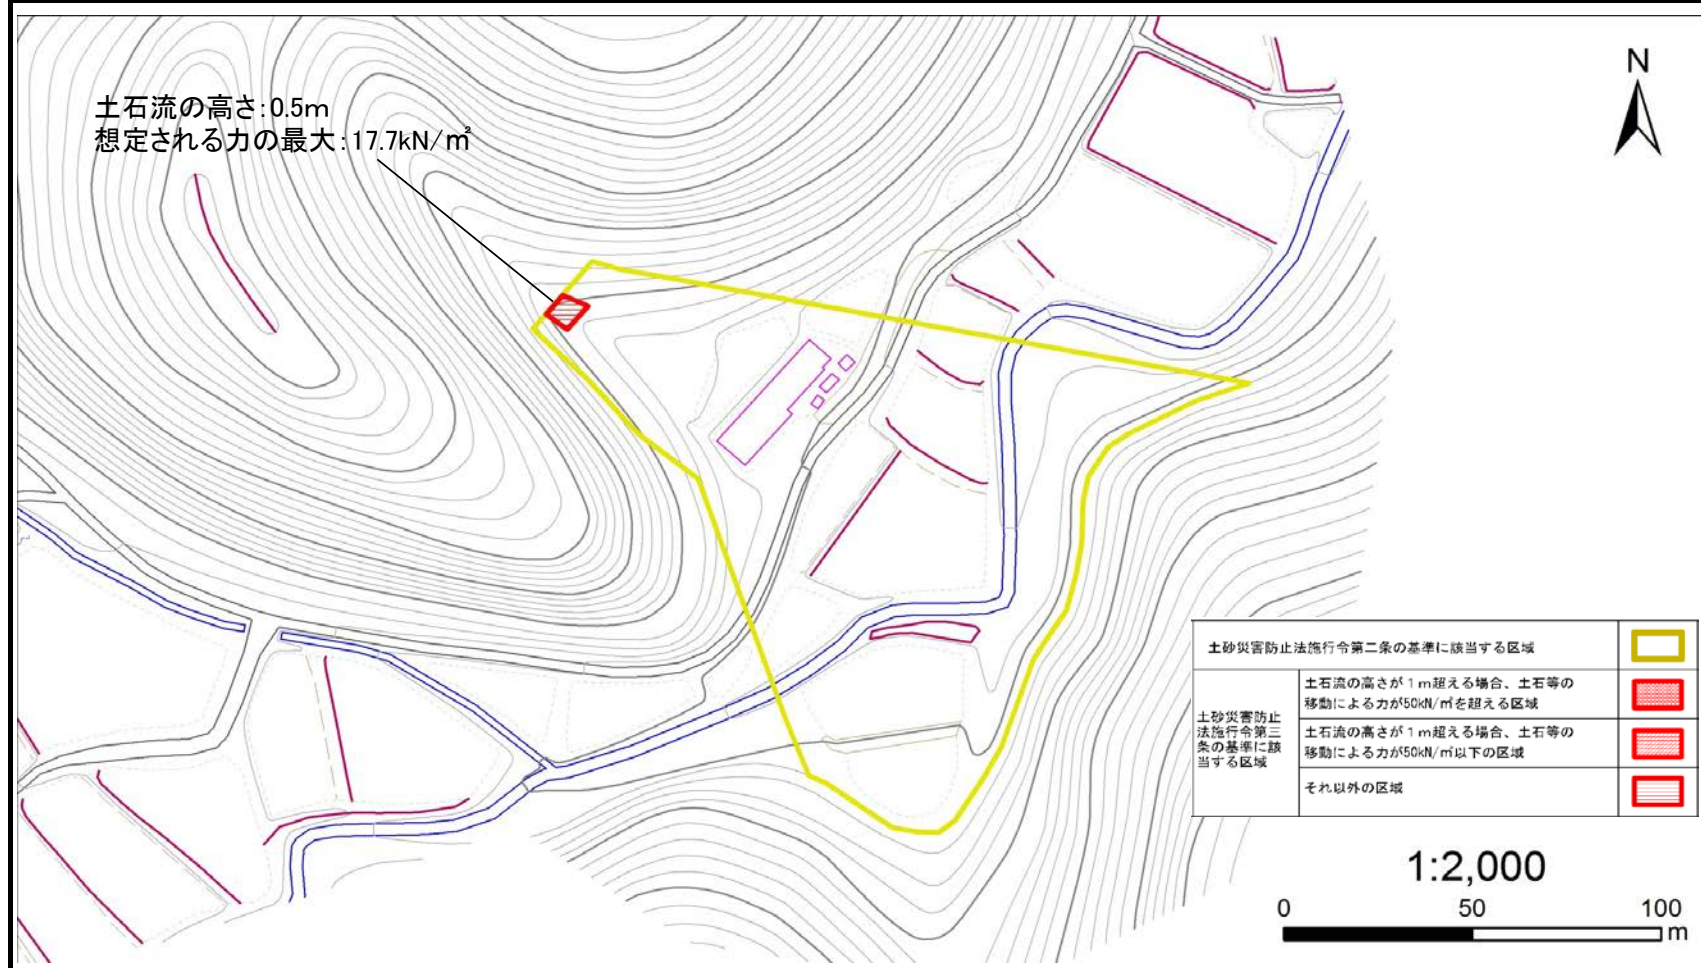 土石流の高さ:0.5m
想定される力の最大:17.7kN/㎡
N
土砂災害防止法施行令第二条の基準に該当する区域
土砂災害防止
法施行令第三
条の基準に該
当する区域
土石流の高さが1m超える場合、土石等の
移動による力が50kN/㎡を超える区域
土石流の高さが1m超える場合、土石等の
移動による力が50kN/㎡以下の区域
それ以外の区域
1:2,000
0 50 100
m